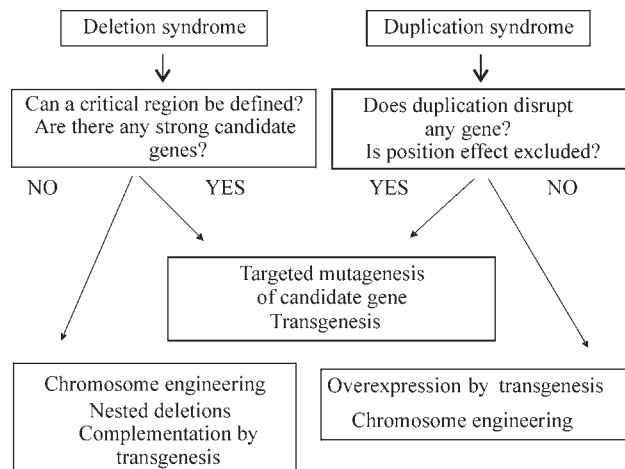 Deletion syndrome
Duplication syndrome
Can a critical region be defined?
Are there any strong candidate
genes?
Does duplication disrupt
any gene?
Is position effect excluded?
NO
YES
YES
NO
Targeted mutagenesis
of candidate gene
Transgenesis
Chromosome engineering
Nested deletions
Complementation by
transgenesis
Overexpression by transgenesis
Chromosome engineering